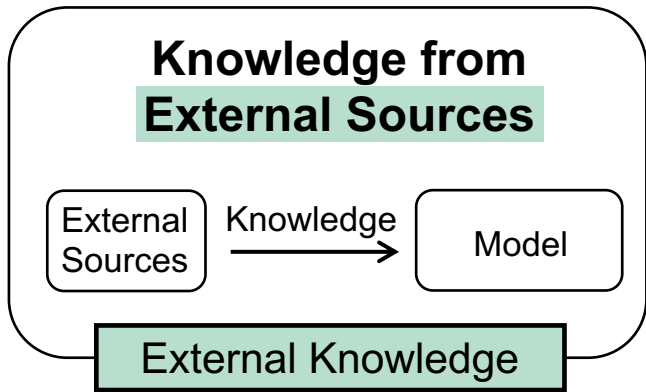 Knowledge from
External Sources
External
Sources
Knowledge
Model
External Knowledge